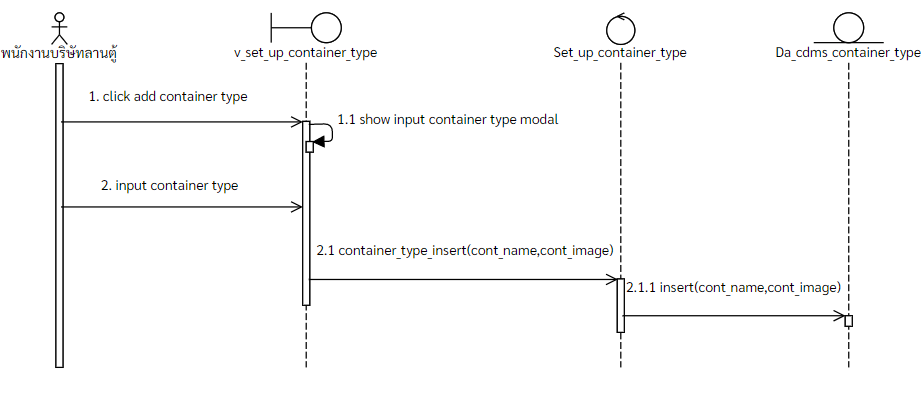 พนักงานบริษัทลานตู้
v_set_up_container_type
Set_up_container_type
Da_cdms_container_type
1. click add container type
1.1 show input container type modal
2. input container type
2.1 container_type_insert(cont_name,cont_image)
2.1.1 insert(cont_name,cont_image)